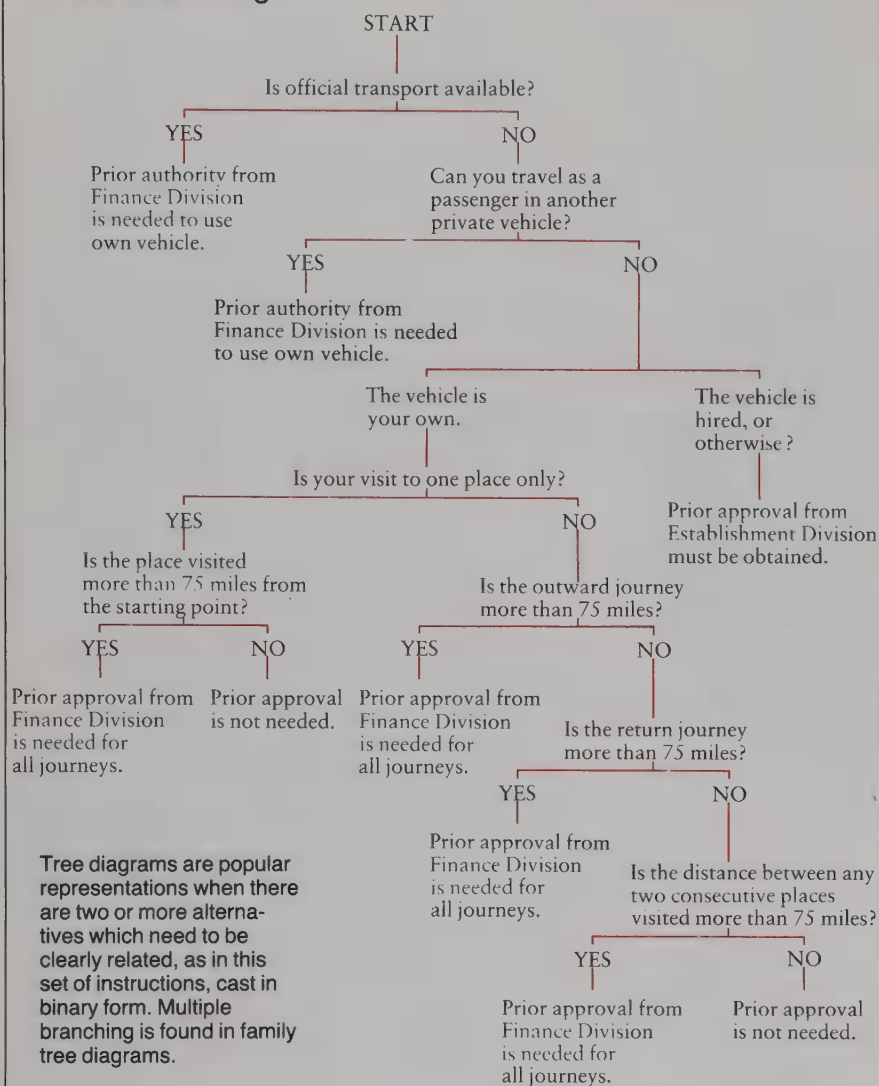 START
Is official transport available?
YES
NO
Prior authority from
Finance Division
is needed to use
own vehicle.
Can you travel as a
passenger in another
private vehicle?
YES
NO
Prior authority from
Finance Division is needed
to use own vehicle.
The vehicle is
your own.
The vehicle is
hired, or
otherwise?
Is your visit to one place only?
Prior approval from
Establishment Division
must be obtained.
YES
NO
Is the place visited
more than 75 miles from
the starting point?
Is the outward journey
more than 75 miles?
YES
NO
YES
NO
Prior approval from
Finance Division
is needed for
all journeys.
Prior approval
is not needed.
Prior approval from
Finance Division
is needed for
all journeys.
Is the return journey
more than 75 miles?
YES
NO
Prior approval from
Finance Division
is needed for
all journeys.
Is the distance between any
two consecutive places
visited more than 75 miles?
YES
NO
Prior approval from
Finance Division
is needed for
all journeys.
Prior approval
is not needed.
Tree diagrams are popular
representations when there
are two or more alterna-
tives which need to be
clearly related, as in this
set of instructions, cast in
binary form. Multiple
branching is found in family
tree diagrams.